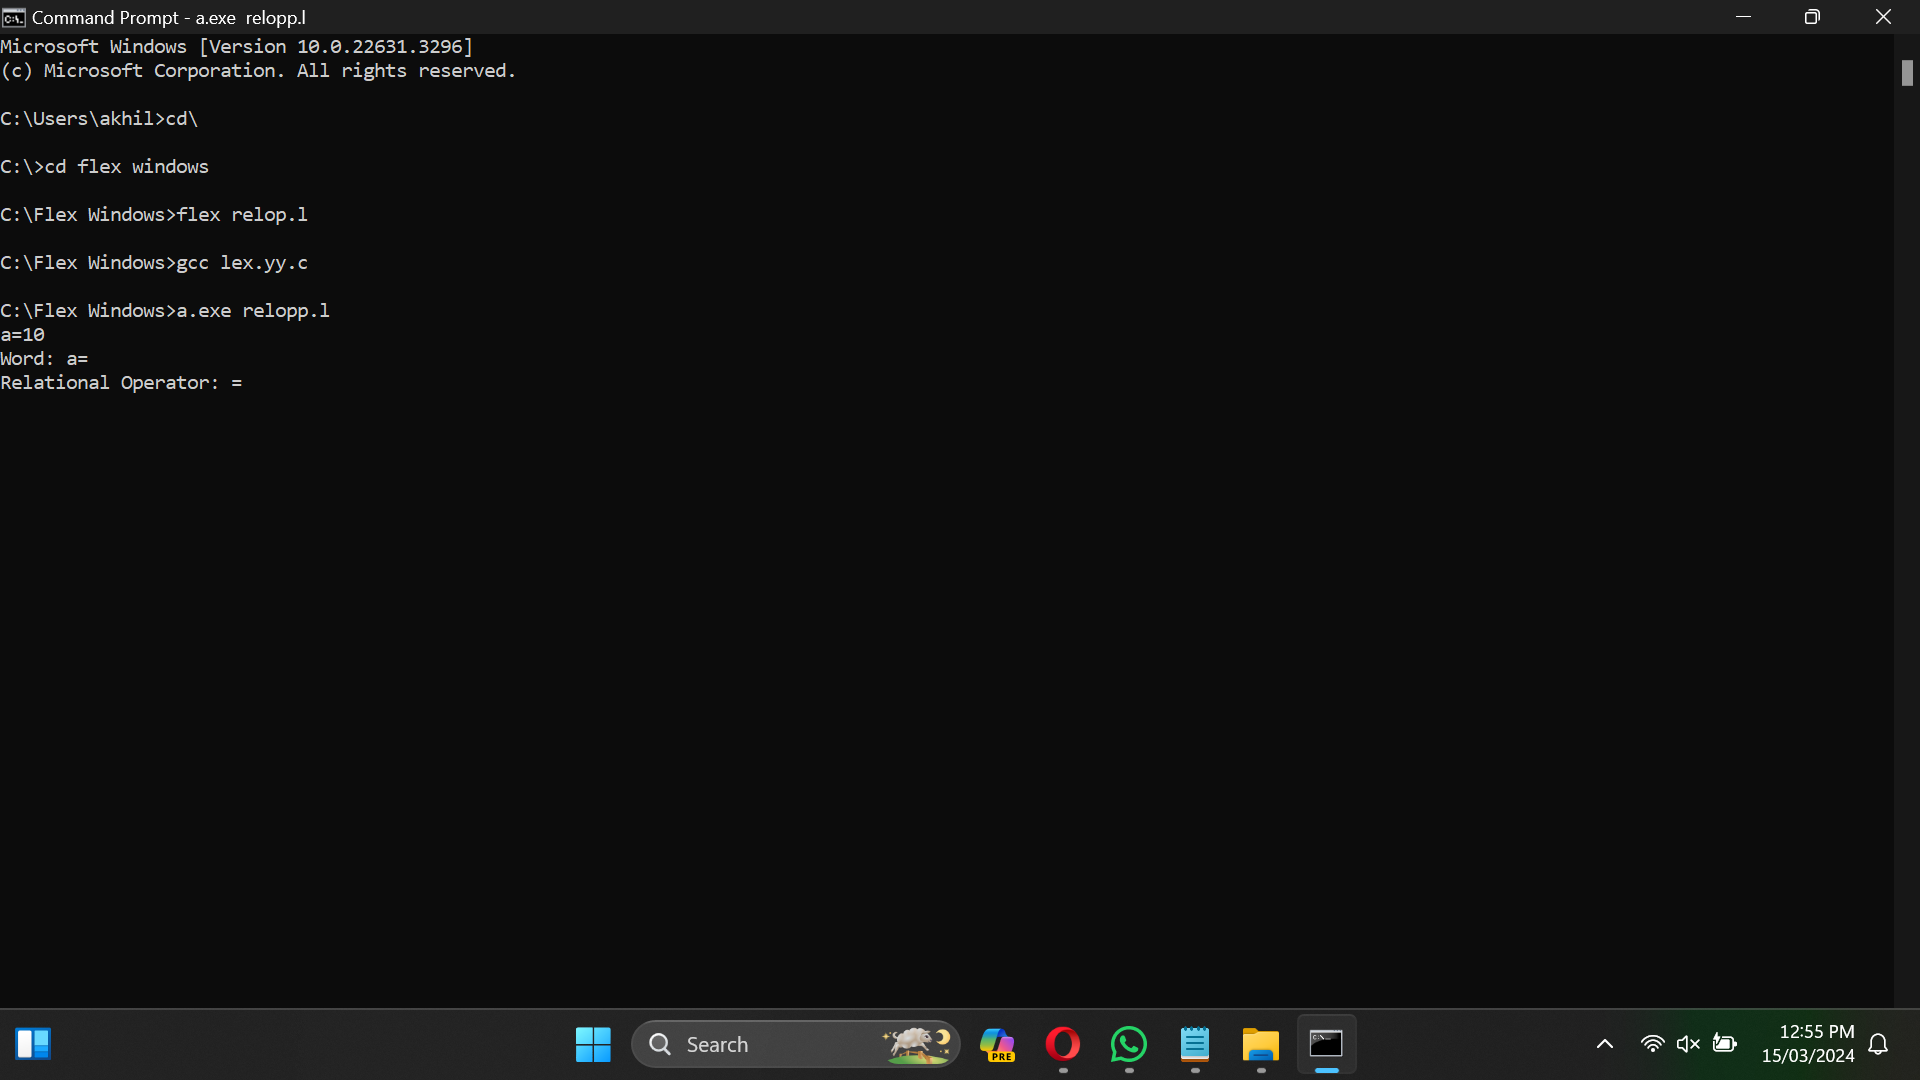 Command Prompt - a.exe  relopp.l
Microsoft Windows [Version 10.0.22631.3296]
(c) Microsoft Corporation. All rights reserved.
C:\Users\akhil>cd\
C:\>cd flex windows
C:\Flex Windows>flex relop.l
C:\Flex Windows>gcc lex.yy.c
C:\Flex Windows>a.exe relopp.l
a=10
Word: a=
Relational Operator: =
Search
PRE
12:55 PM
15/03/2024